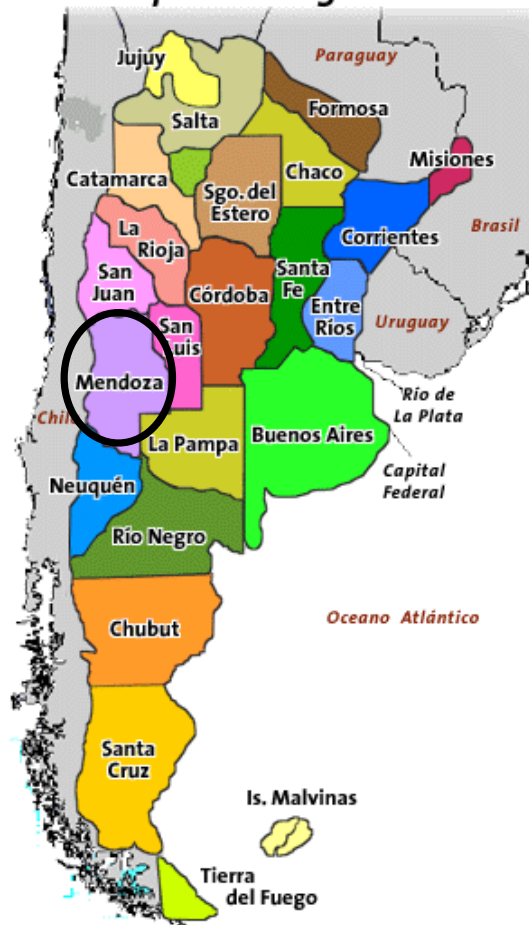 Jujuy
Paraguay
Formosa
Salta
Misiones
Chaco
Catamarca
Sgo. del
Estero
La
Rioja
Brasil
Corrientes
San
Juan
Santa
Fe
Córdoba
Entre
Ríos
San
Uruguay
Mendoza
Río de
La Plata
La Pampa
Buenos Aires
Capital
Federal
Neuquén
Río Negro
Oceano Atlántico
Chubut
Santa
Cruz
Is. Malvinas
Tierra
del Fuego